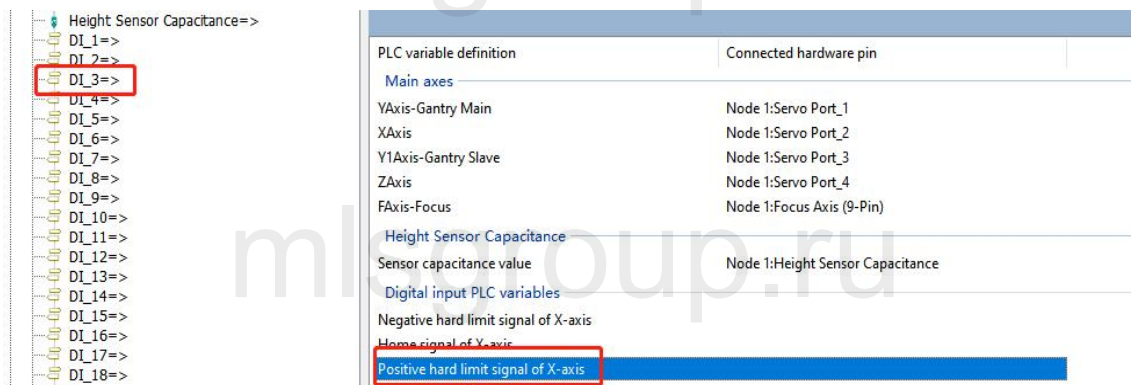 Height Sensor Capacitance=>
DI_1=>
DI_2=>
DI_3=>
DI_4=>
DI_5=>
DI_6=>
DI_7=>
DI_8=>
DI_9=>
DI_10=>
DI_11=>
DI_12=>
DI_13=>
DI_14=>
DI_15=>
DI_16=>
DI_17=>
DI_18=>
PLC variable definition Connected hardware pin
Main axes
YAxis-Gantry Main Node 1:Servo Port_1
XAxis Node 1:Servo Port_2
Y1Axis-Gantry Slave Node 1:Servo Port_3
ZAxis Node 1:Servo Port_4
FAxis-Focus Node 1:Focus Axis (9-Pin)
Height Sensor Capacitance
Sensor capacitance value Node 1:Height Sensor Capacitance
Digital input PLC variables
Negative hard limit signal of X-axis
Home signal of X-axis
Positive hard limit signal of X-axis
mlsgroup.ru